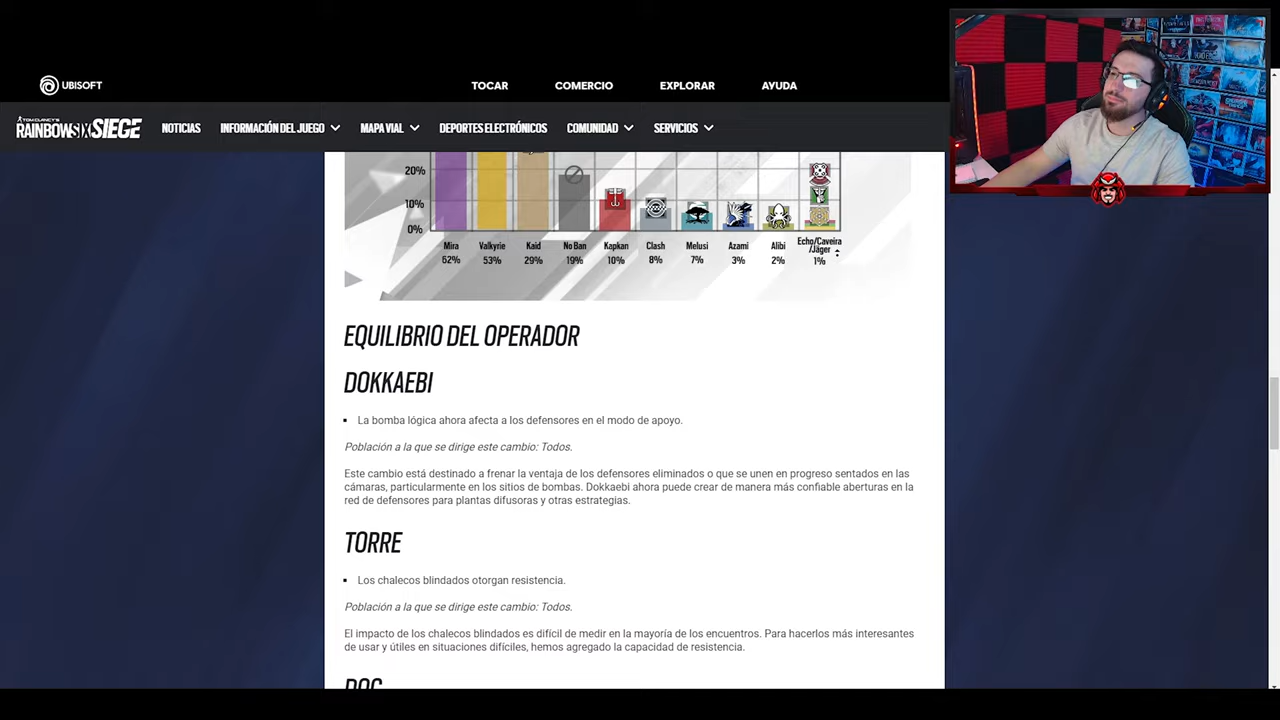 UBISOFT
TOCAR
COMERCIO
EXPLORAR
AYUDA
TOM CLANCY'S
RAINBOWSIX SIEGE
NOTICIAS
INFORMACIÓN DEL JUEGO
MAPA VIAL
DEPORTES ELECTRÓNICOS
COMUNIDAD
SERVICIOS
20%
10%
0%
Mira
62%
Valkyrie
53%
Kaid
29%
No Ban
19%
Kapkan
10%
Clash
8%
Melusi
7%
Azami
3%
Alibi
2%
Echo/Caveira
/Jäger
1%
EQUILIBRIO DEL OPERADOR
DOKKAEBI
La bomba lógica ahora afecta a los defensores en el modo de apoyo.
Población a la que se dirige este cambio: Todos.
Este cambio está destinado a frenar la ventaja de los defensores eliminados o que se unen en progreso sentados en las
cámaras, particularmente en los sitios de bombas. Dokkaebi ahora puede crear de manera más confiable aberturas en la
red de defensores para plantas difusoras y otras estrategias.
TORRE
Los chalecos blindados otorgan resistencia.
Población a la que se dirige este cambio: Todos.
El impacto de los chalecos blindados es difícil de medir en la mayoría de los encuentros. Para hacerlos más interesantes
de usar y útiles en situaciones difíciles, hemos agregado la capacidad de resistencia.
DOC